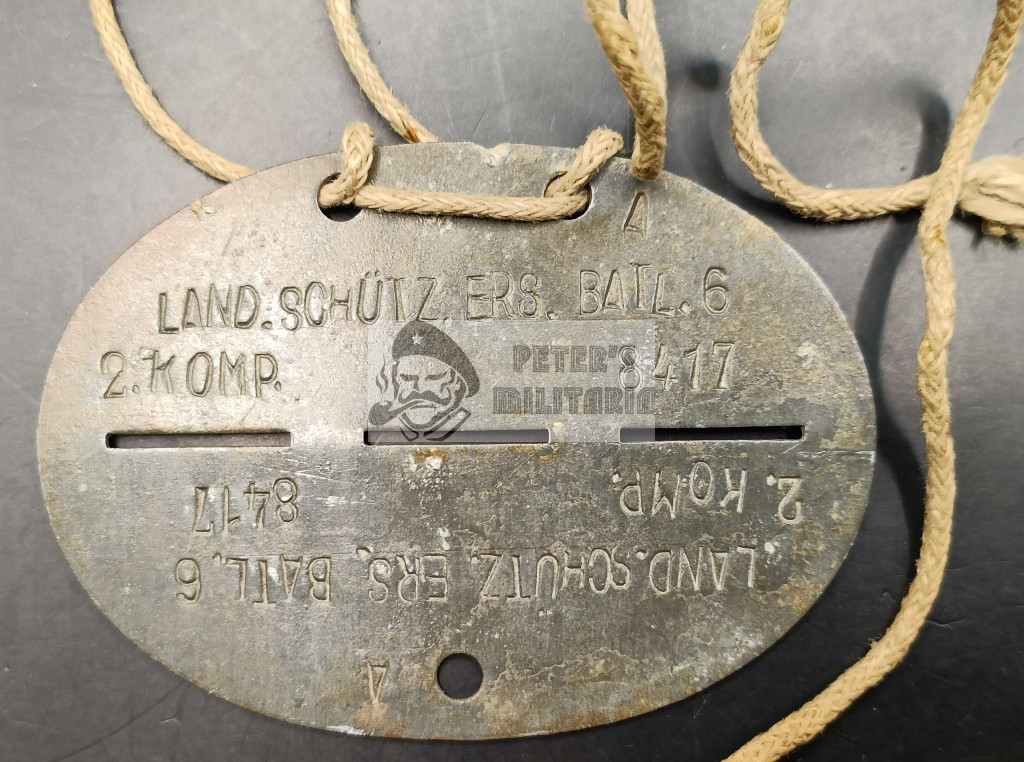 A
LAND.SCHÜTZ. ERS. BATL. 6
2. KOMP. 8417
PETER'S
MILITARIA
2. KOMP. 8417
LAND.SCHÜTZ. ERS. BATL. 6
A